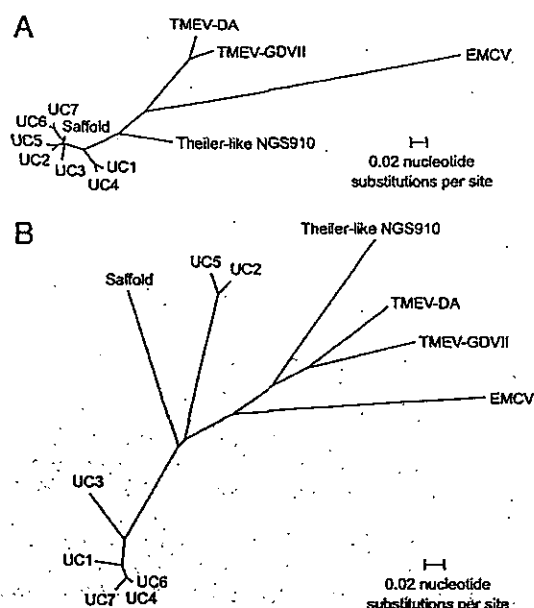 A
TMEV-DA
TMEV-GDVII
EMCV
UC7
UC6
Saffold
UC5
UC2
UC3
UC1
UC4
Theiler-like NGS910
0.02 nucleotide
substitutions per site
B
Theiler-like NGS910
Saffold
UC5
UC2
TMEV-DA
TMEV-GDVII
EMCV
UC3
UC1
UC6
UC7
UC4
0.02 nucleotide
substitutions per site